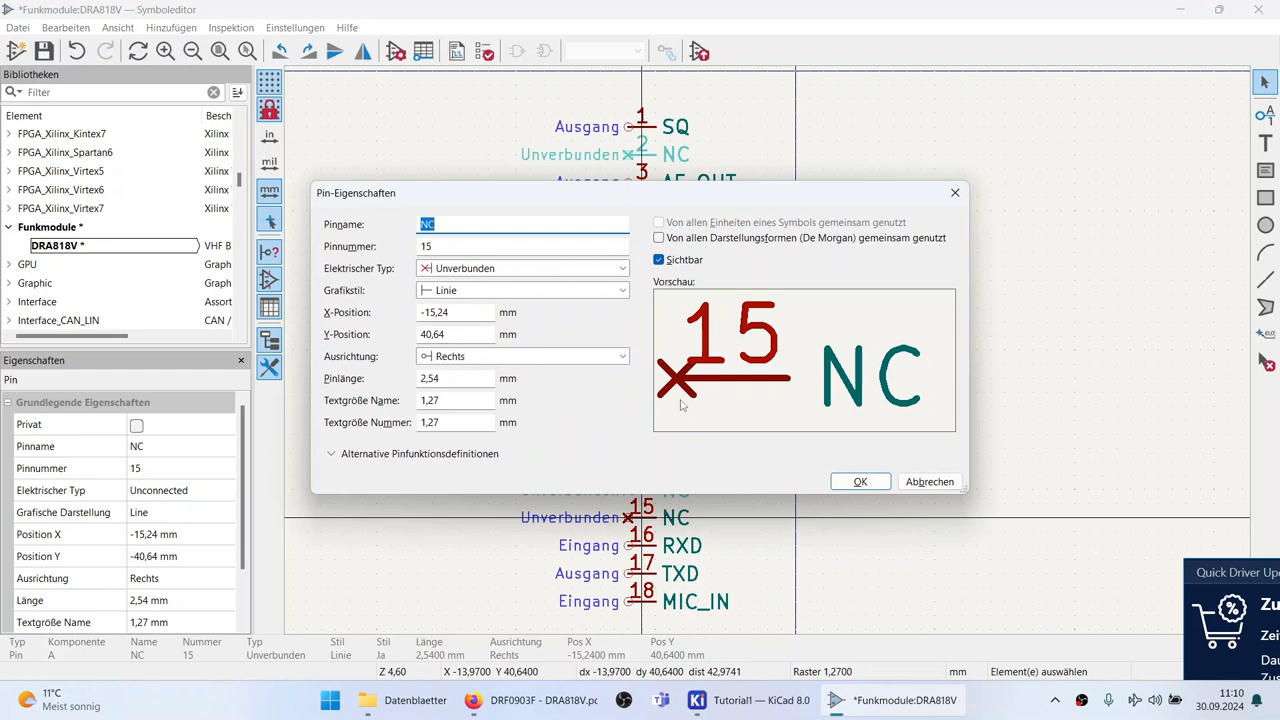 *Funkmodule:DRA818V — Symboleditor
Datei Bearbeiten Ansicht Hinzufügen Inspektion Einstellungen Hilfe
Bibliotheken
Filter
Element Besch
FPGA_Xilinx_Kintex7 Xilinx
FPGA_Xilinx_Spartan6 Xilinx
FPGA_Xilinx_Virtex5 Xilinx
FPGA_Xilinx_Virtex6 Xilinx
FPGA_Xilinx_Virtex7 Xilinx
Funkmodule *
DRA818V * VHF B
GPU Graph
Graphic Graph
Interface Assort
Interface_CAN_LIN CAN /
Eigenschaften
Pin
Grundlegende Eigenschaften
Privat
Pinname NC
Pinnummer 15
Elektrischer Typ Unconnected
Grafische Darstellung Line
Position X -15,24 mm
Position Y -40,64 mm
Ausrichtung Rechts
Länge 2,54 mm
Textgröße Name 1,27 mm
in
mil
mm
Ausgang 1 SQ
Unverbunden 2 NC
3
Pin-Eigenschaften
Pinname: NC
Pinnummer: 15
Elektrischer Typ: Unverbunden
Grafikstil: Linie
X-Position: -15,24 mm
Y-Position: 40,64 mm
Ausrichtung: Rechts
Pinlänge: 2,54 mm
Textgröße Name: 1,27 mm
Textgröße Nummer: 1,27 mm
Alternative Pinfunktionsdefinitionen
Von allen Einheiten eines Symbols gemeinsam genutzt
Von allen Darstellungsformen (De Morgan) gemeinsam genutzt
Sichtbar
Vorschau:
15 NC
OK Abbrechen
Unverbunden 15 NC
Eingang 16 RXD
Ausgang 17 TXD
Eingang 18 MIC_IN
Quick Driver Up
Zu
Zei
Da
Typ Komponente Name Nummer Typ Stil Stil Länge Ausrichtung Pos X Pos Y
Pin A NC 15 Unverbunden Linie Ja 2,5400 mm Rechts -15,2400 mm 40,6400 mm
Z 4,60 X -13,9700 Y 40,6400 dx -13,9700 dy 40,6400 dist 42,9741 Raster 1,2700 mm Element(e) auswählen
11°C
Meist sonnig
Datenblaetter
DRF0903F - DRA818V.pc
Tutorial1 — KiCad 8.0
*Funkmodule:DRA818V
11:10
30.09.2024